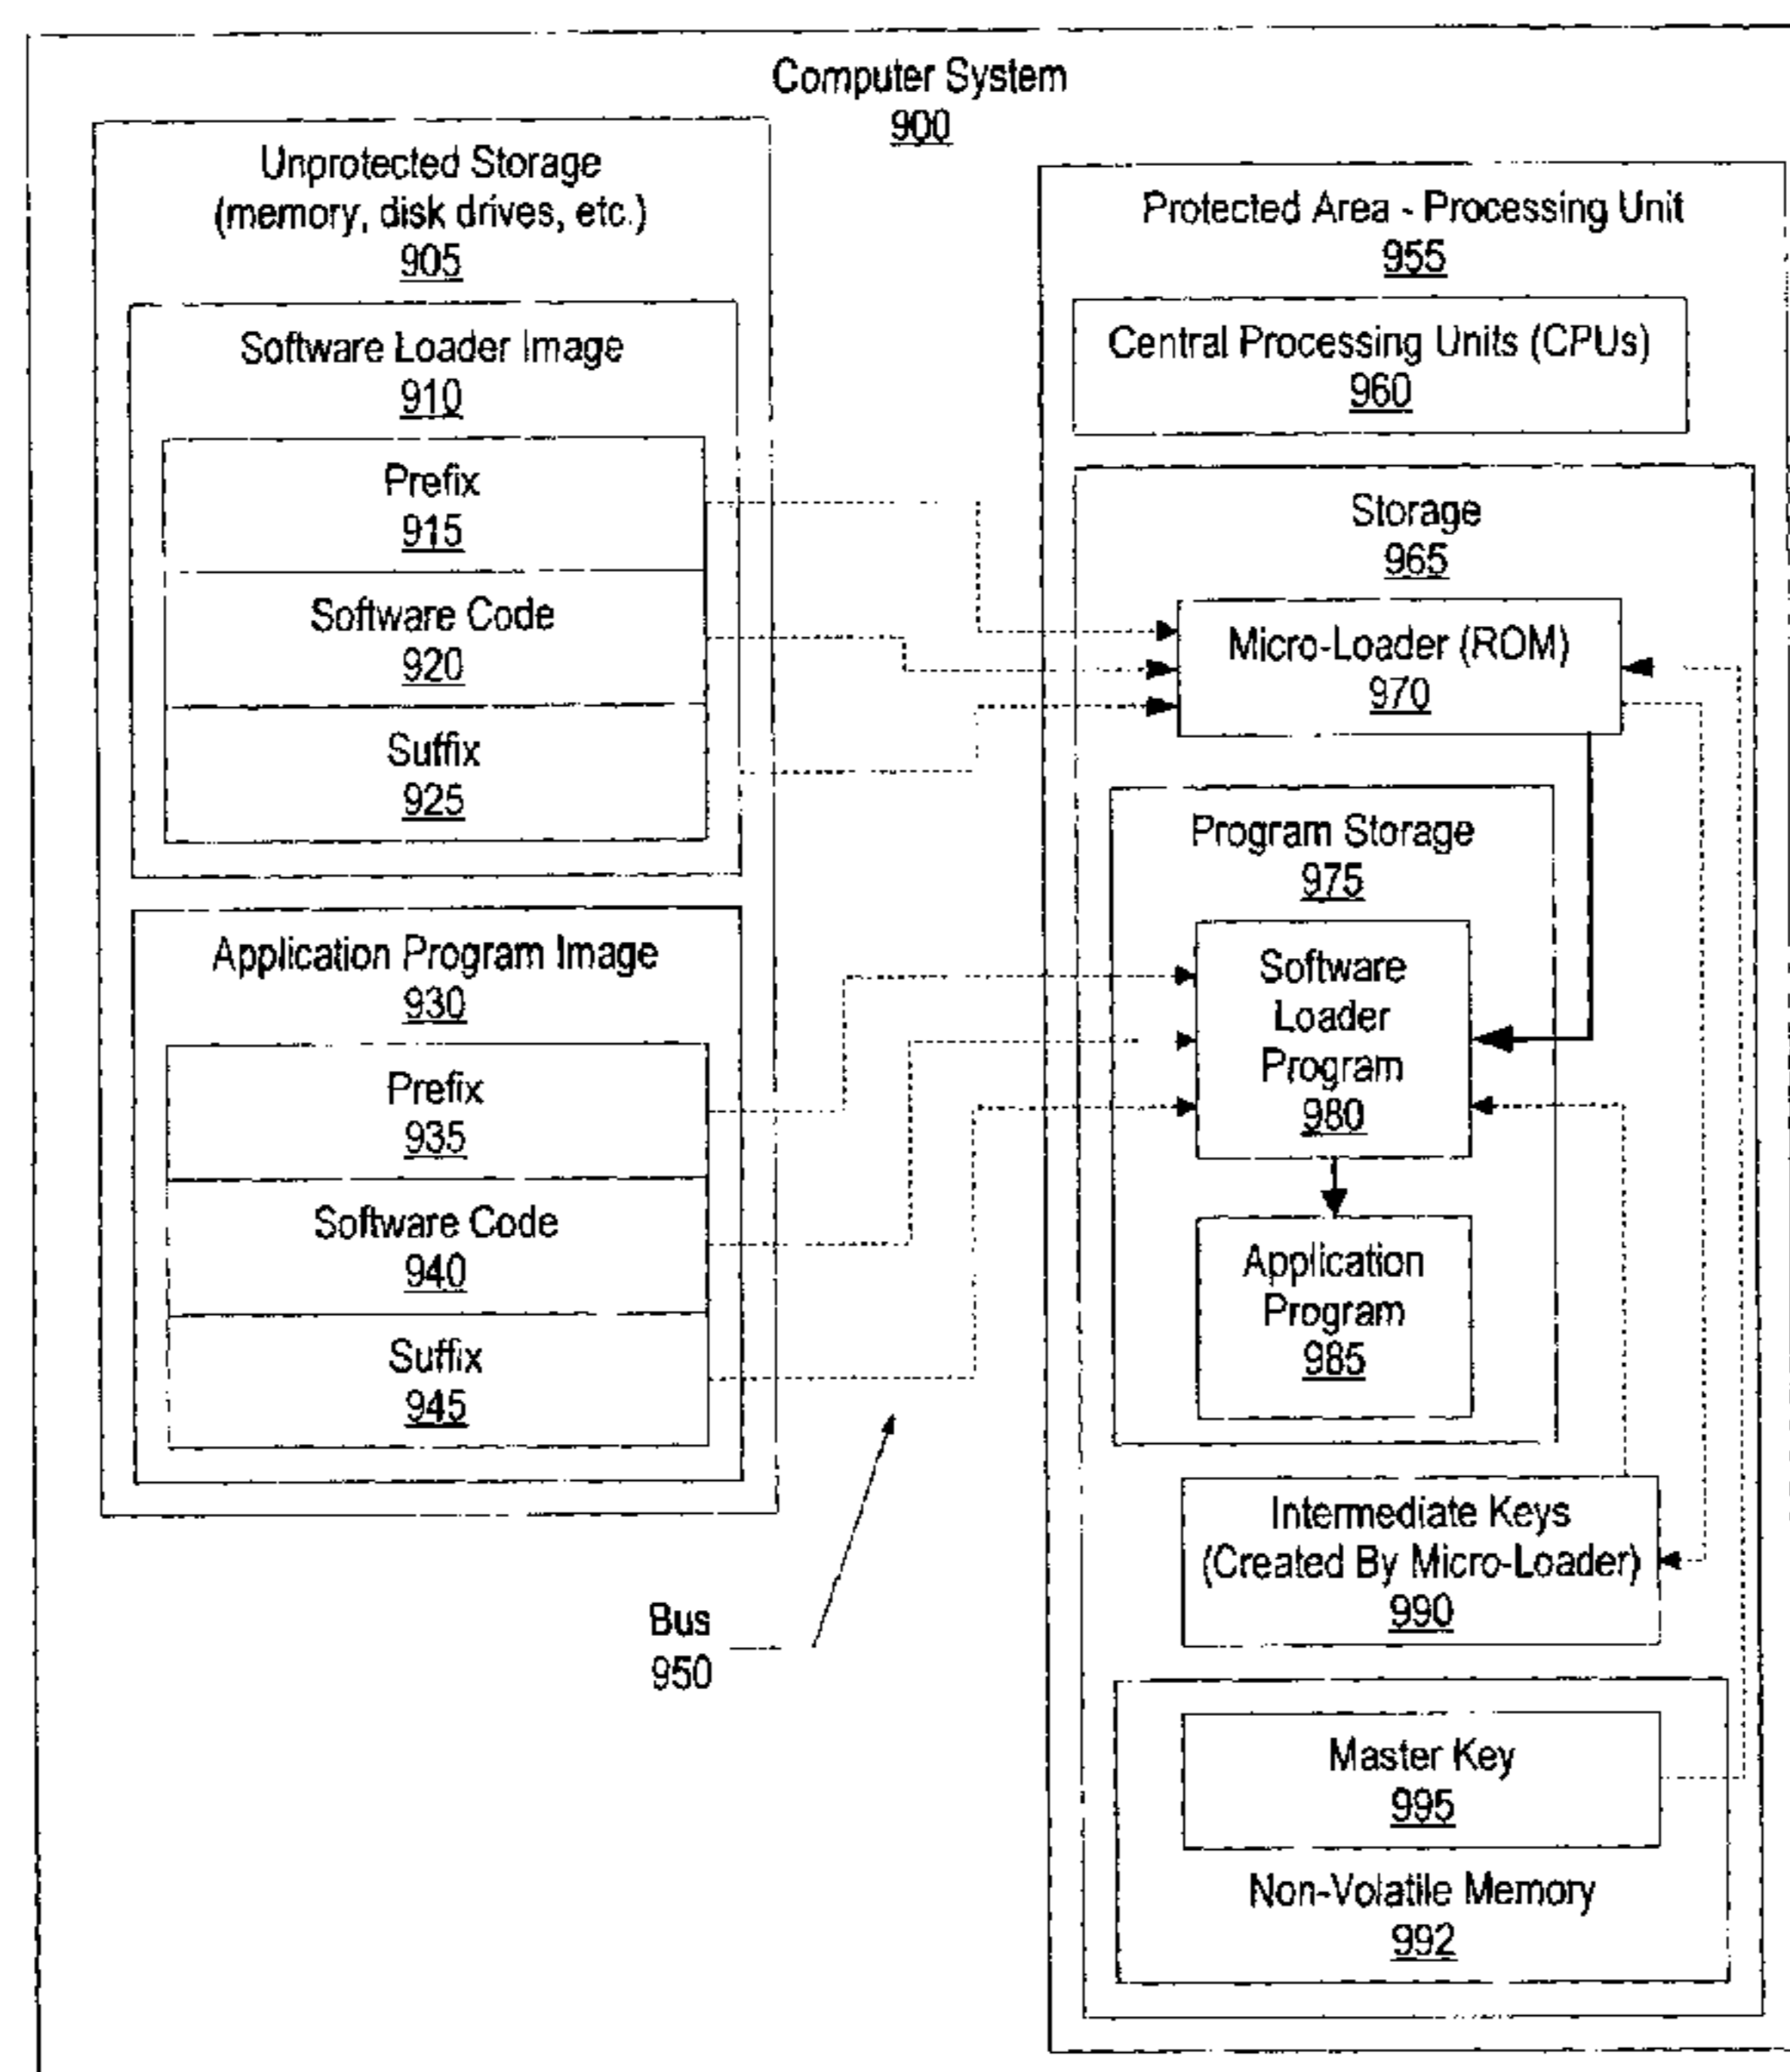 Computer System
900
Unprotected Storage
(memory, disk drives, etc.)
905
Software Loader Image
910
Prefix
915
Software Code
920
Suffix
925
Application Program Image
930
Prefix
935
Software Code
940
Suffix
945
Bus
950
Protected Area - Processing Unit
955
Central Processing Units (CPUs)
960
Storage
965
Micro-Loader (ROM)
970
Program Storage
975
Software
Loader
Program
980
Application
Program
985
Intermediate Keys
(Created By Micro-Loader)
990
Master Key
995
Non-Volatile Memory
992